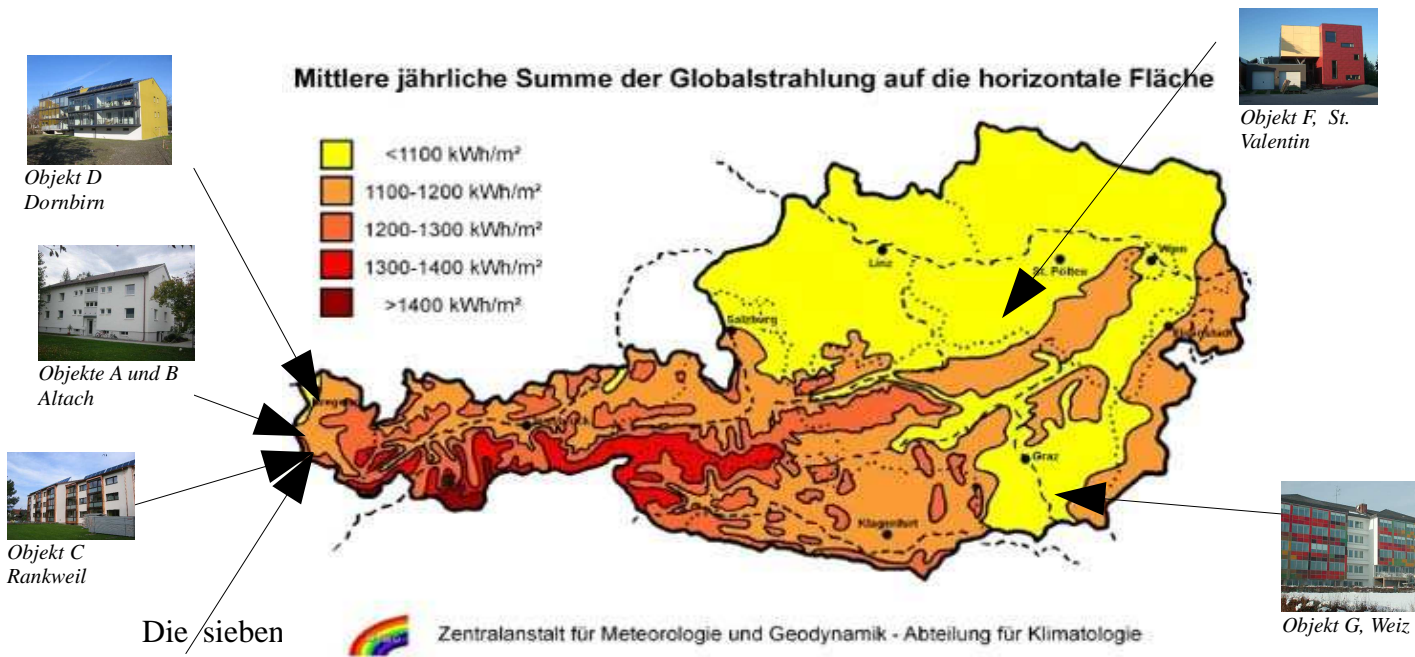 Mittlere jährliche Summe der Globalstrahlung auf die horizontale Fläche
<1100 kWh/m²
1100-1200 kWh/m²
1200-1300 kWh/m²
1300-1400 kWh/m²
>1400 kWh/m²
Objekt D
Dornbirn
Objekte A und B
Altach
Objekt C
Rankweil
Objekt F, St.
Valentin
Objekt G, Weiz
Linz
St. Pölten
Wien
Salzburg
Graz
Klagenfurt
Die sieben
Zentralanstalt für Meteorologie und Geodynamik - Abteilung für Klimatologie